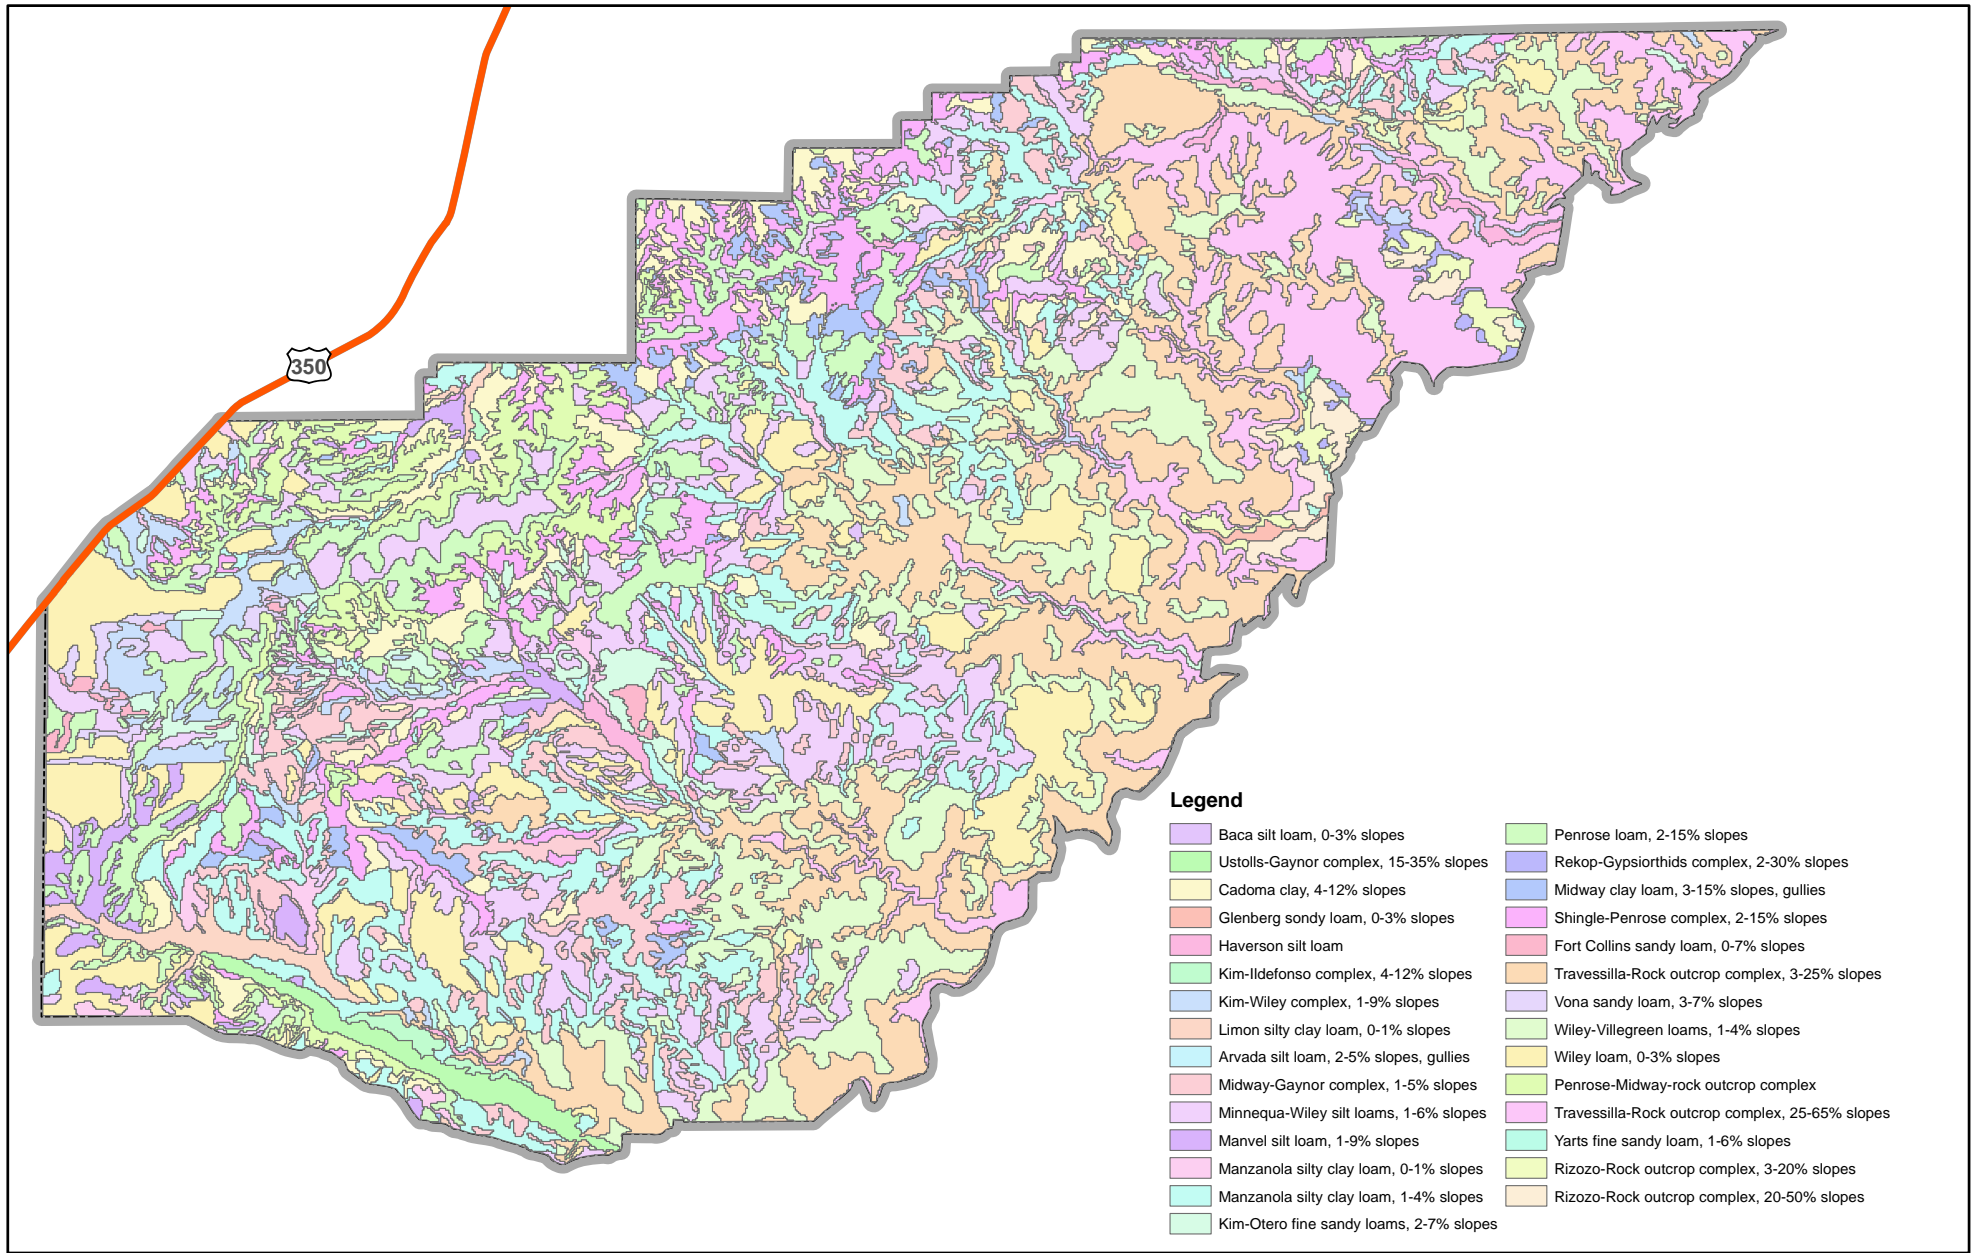 350
Legend
Baca silt loam, 0-3% slopes
Ustolls-Gaynor complex, 15-35% slopes
Cadoma clay, 4-12% slopes
Glenberg sondy loam, 0-3% slopes
Haverson silt loam
Kim-Ildefonso complex, 4-12% slopes
Kim-Wiley complex, 1-9% slopes
Limon silty clay loam, 0-1% slopes
Arvada silt loam, 2-5% slopes, gullies
Midway-Gaynor complex, 1-5% slopes
Minnequa-Wiley silt loams, 1-6% slopes
Manvel silt loam, 1-9% slopes
Manzanola silty clay loam, 0-1% slopes
Manzanola silty clay loam, 1-4% slopes
Kim-Otero fine sandy loams, 2-7% slopes
Penrose loam, 2-15% slopes
Rekop-Gypsiorthids complex, 2-30% slopes
Midway clay loam, 3-15% slopes, gullies
Shingle-Penrose complex, 2-15% slopes
Fort Collins sandy loam, 0-7% slopes
Travessilla-Rock outcrop complex, 3-25% slopes
Vona sandy loam, 3-7% slopes
Wiley-Villegreen loams, 1-4% slopes
Wiley loam, 0-3% slopes
Penrose-Midway-rock outcrop complex
Travessilla-Rock outcrop complex, 25-65% slopes
Yarts fine sandy loam, 1-6% slopes
Rizozo-Rock outcrop complex, 3-20% slopes
Rizozo-Rock outcrop complex, 20-50% slopes